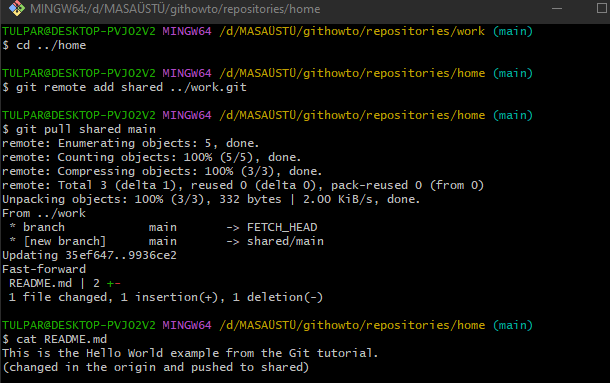 MINGW64:/d/MASAÜSTÜ/githowto/repositories/home
TULPAR@DESKTOP-PVJO2V2 MINGW64 /d/MASAÜSTÜ/githowto/repositories/work (main)
$ cd ../home
TULPAR@DESKTOP-PVJO2V2 MINGW64 /d/MASAÜSTÜ/githowto/repositories/home (main)
$ git remote add shared ../work.git
TULPAR@DESKTOP-PVJO2V2 MINGW64 /d/MASAÜSTÜ/githowto/repositories/home (main)
$ git pull shared main
remote: Enumerating objects: 5, done.
remote: Counting objects: 100% (5/5), done.
remote: Compressing objects: 100% (3/3), done.
remote: Total 3 (delta 1), reused 0 (delta 0), pack-reused 0 (from 0)
Unpacking objects: 100% (3/3), 332 bytes | 2.00 KiB/s, done.
From ../work
 * branch            main       -> FETCH_HEAD
 * [new branch]      main       -> shared/main
Updating 35ef647..9936ce2
Fast-forward
 README.md | 2 +-
 1 file changed, 1 insertion(+), 1 deletion(-)
TULPAR@DESKTOP-PVJO2V2 MINGW64 /d/MASAÜSTÜ/githowto/repositories/home (main)
$ cat README.md
This is the Hello World example from the Git tutorial.
(changed in the origin and pushed to shared)